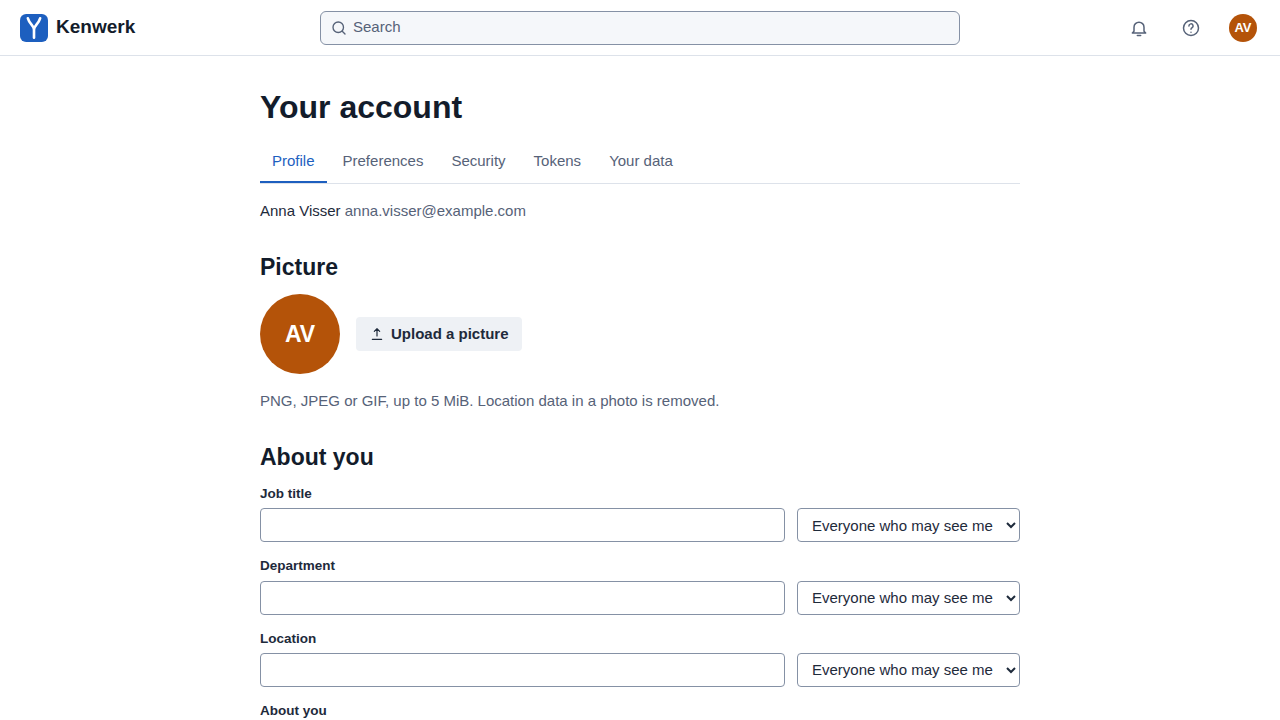 Kenwerk
Search
AV
Your account
Profile Preferences Security Tokens Your data
Anna Visser anna.visser@example.com
Picture
AV
Upload a picture
PNG, JPEG or GIF, up to 5 MiB. Location data in a photo is removed.
About you
Job title
Everyone who may see me
Department
Everyone who may see me
Location
Everyone who may see me
About you